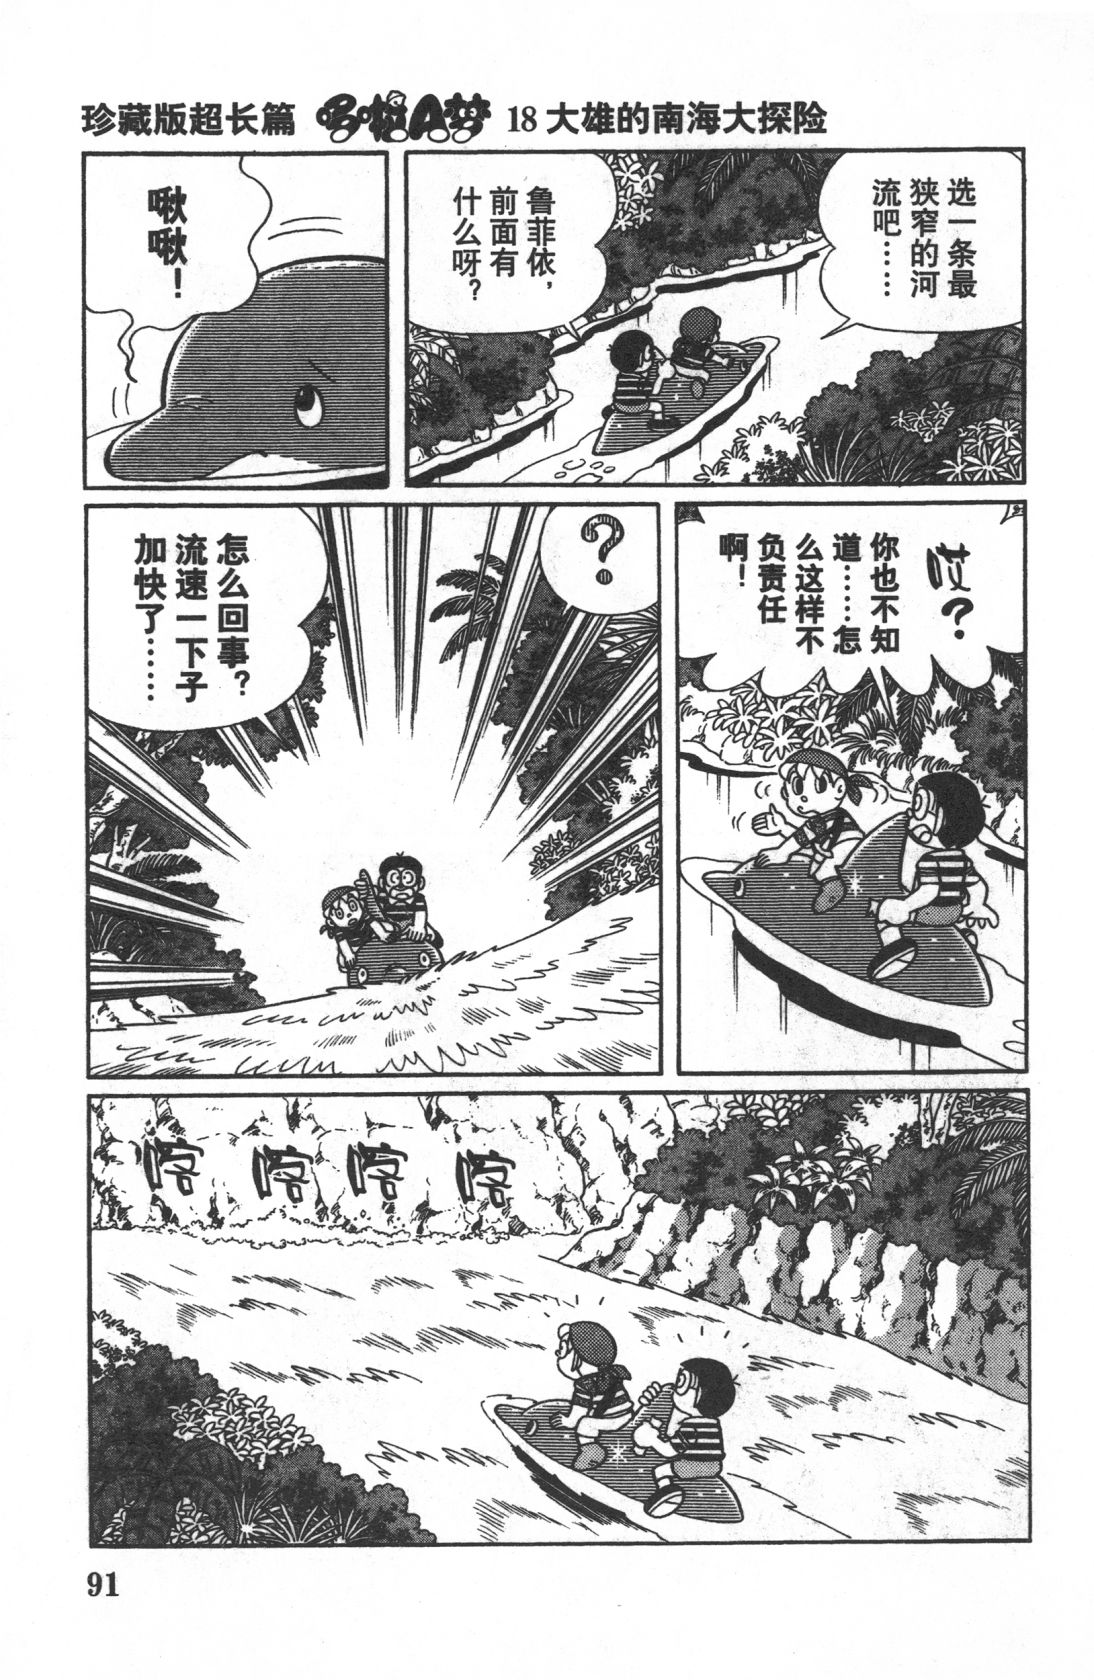 珍藏版超长篇 哆啦A梦 18 大雄的南海大探险
选一条最
狭窄的河
流吧……
鲁菲依，
前面有
什么呀？
啾
啾！
哎？
你也不知
道……怎
么这样不
负责任
啊！
？
怎么回事？
流速一下子
加快了……
喀 喀 喀 喀
91